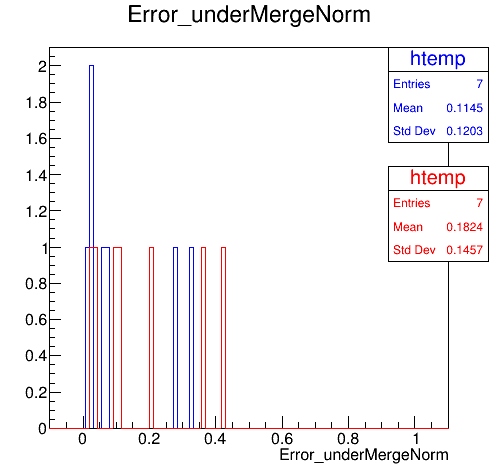 Error_underMergeNorm
htemp
Entries 7
Mean 0.1145
Std Dev 0.1203
htemp
Entries 7
Mean 0.1824
Std Dev 0.1457
2
1.8
1.6
1.4
1.2
1
0.8
0.6
0.4
0.2
0
0 0.2 0.4 0.6 0.8 1
Error_underMergeNorm